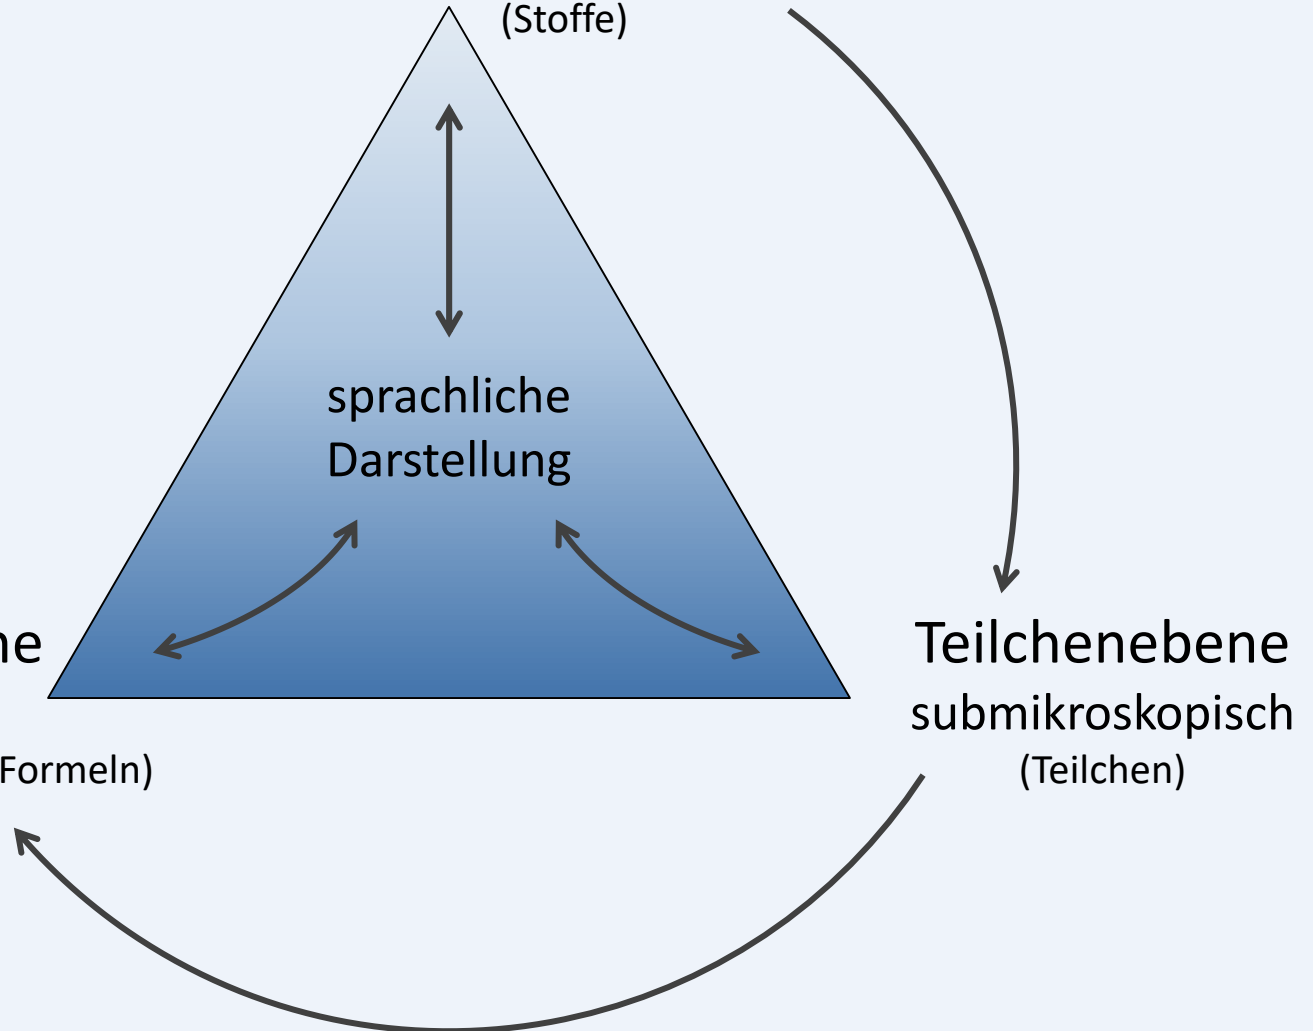 (Stoffe)
sprachliche
Darstellung
Teilchenebene
submikroskopisch
Formeln)
(Teilchen)